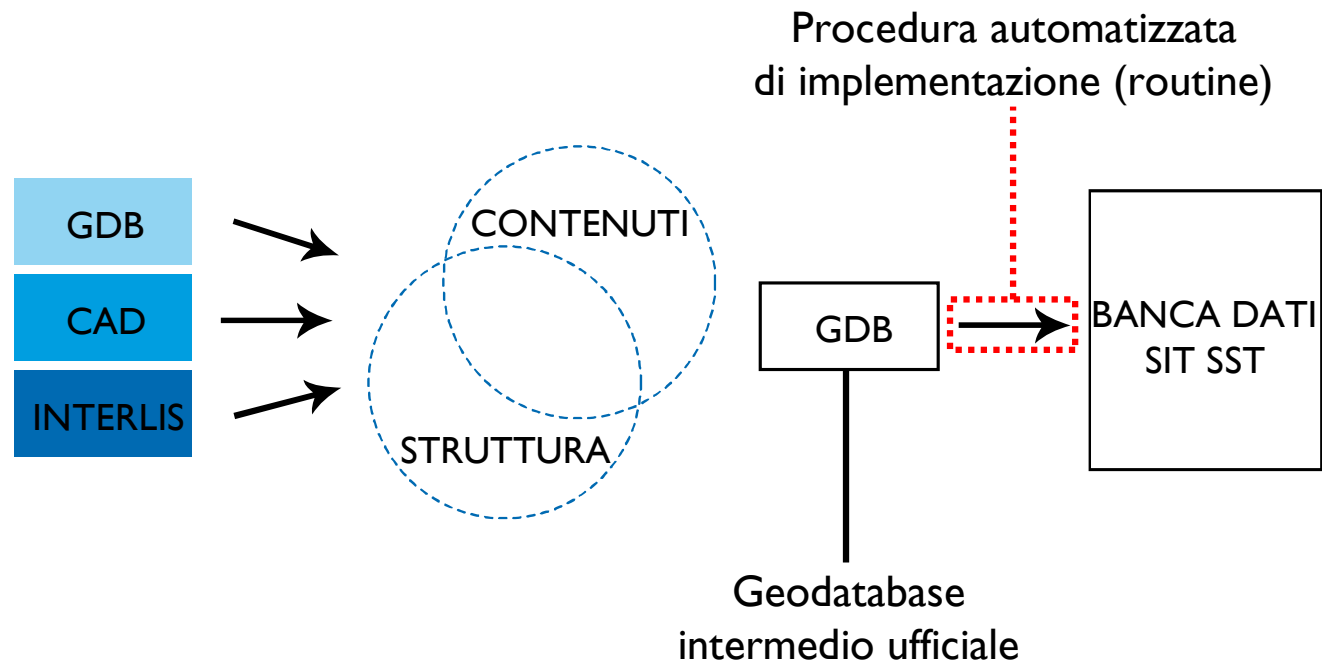 Procedura automatizzata
di implementazione (routine)
GDB
CAD
INTERLIS
CONTENUTI
STRUTTURA
GDB
BANCA DATI
SIT SST
Geodatabase
intermedio ufficiale